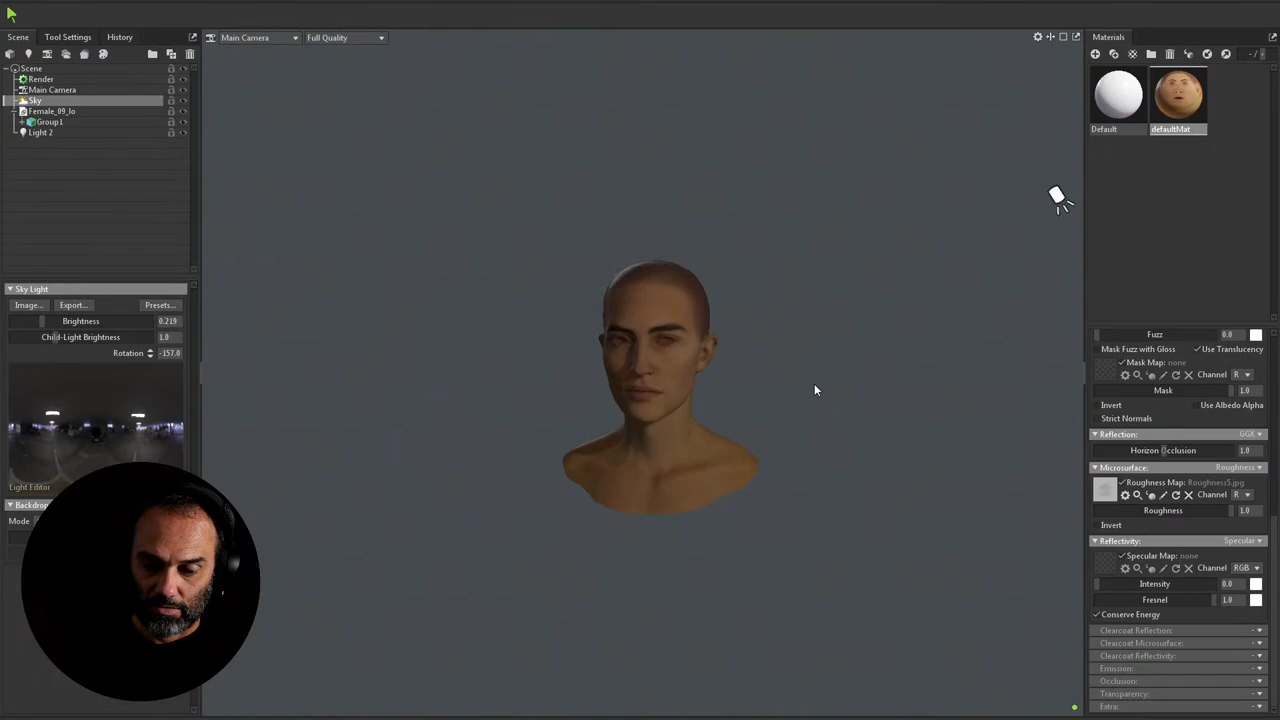 Scene Tool Settings History
Scene
Render
Main Camera
Sky
Female_09_lo
Group1
Light 2
Sky Light
Image... Export... Presets...
Brightness 0.219
Child-Light Brightness 1.0
Rotation -157.0
Light Editor
Backdrop
Mode
Main Camera Full Quality
Materials
- /
Default defaultMat
Fuzz 0.0
Mask Fuzz with Gloss Use Translucency
Mask Map: none
Channel R
Mask 1.0
Invert Use Albedo Alpha
Strict Normals
Reflection: GGX
Horizon Occlusion 1.0
Microsurface: Roughness
Roughness Map: Roughness5.jpg
Channel R
Roughness 1.0
Invert
Reflectivity: Specular
Specular Map: none
Channel RGB
Intensity 0.0
Fresnel 1.0
Conserve Energy
Clearcoat Reflection: -
Clearcoat Microsurface: -
Clearcoat Reflectivity: -
Emission: -
Occlusion: -
Transparency: -
Extra: -